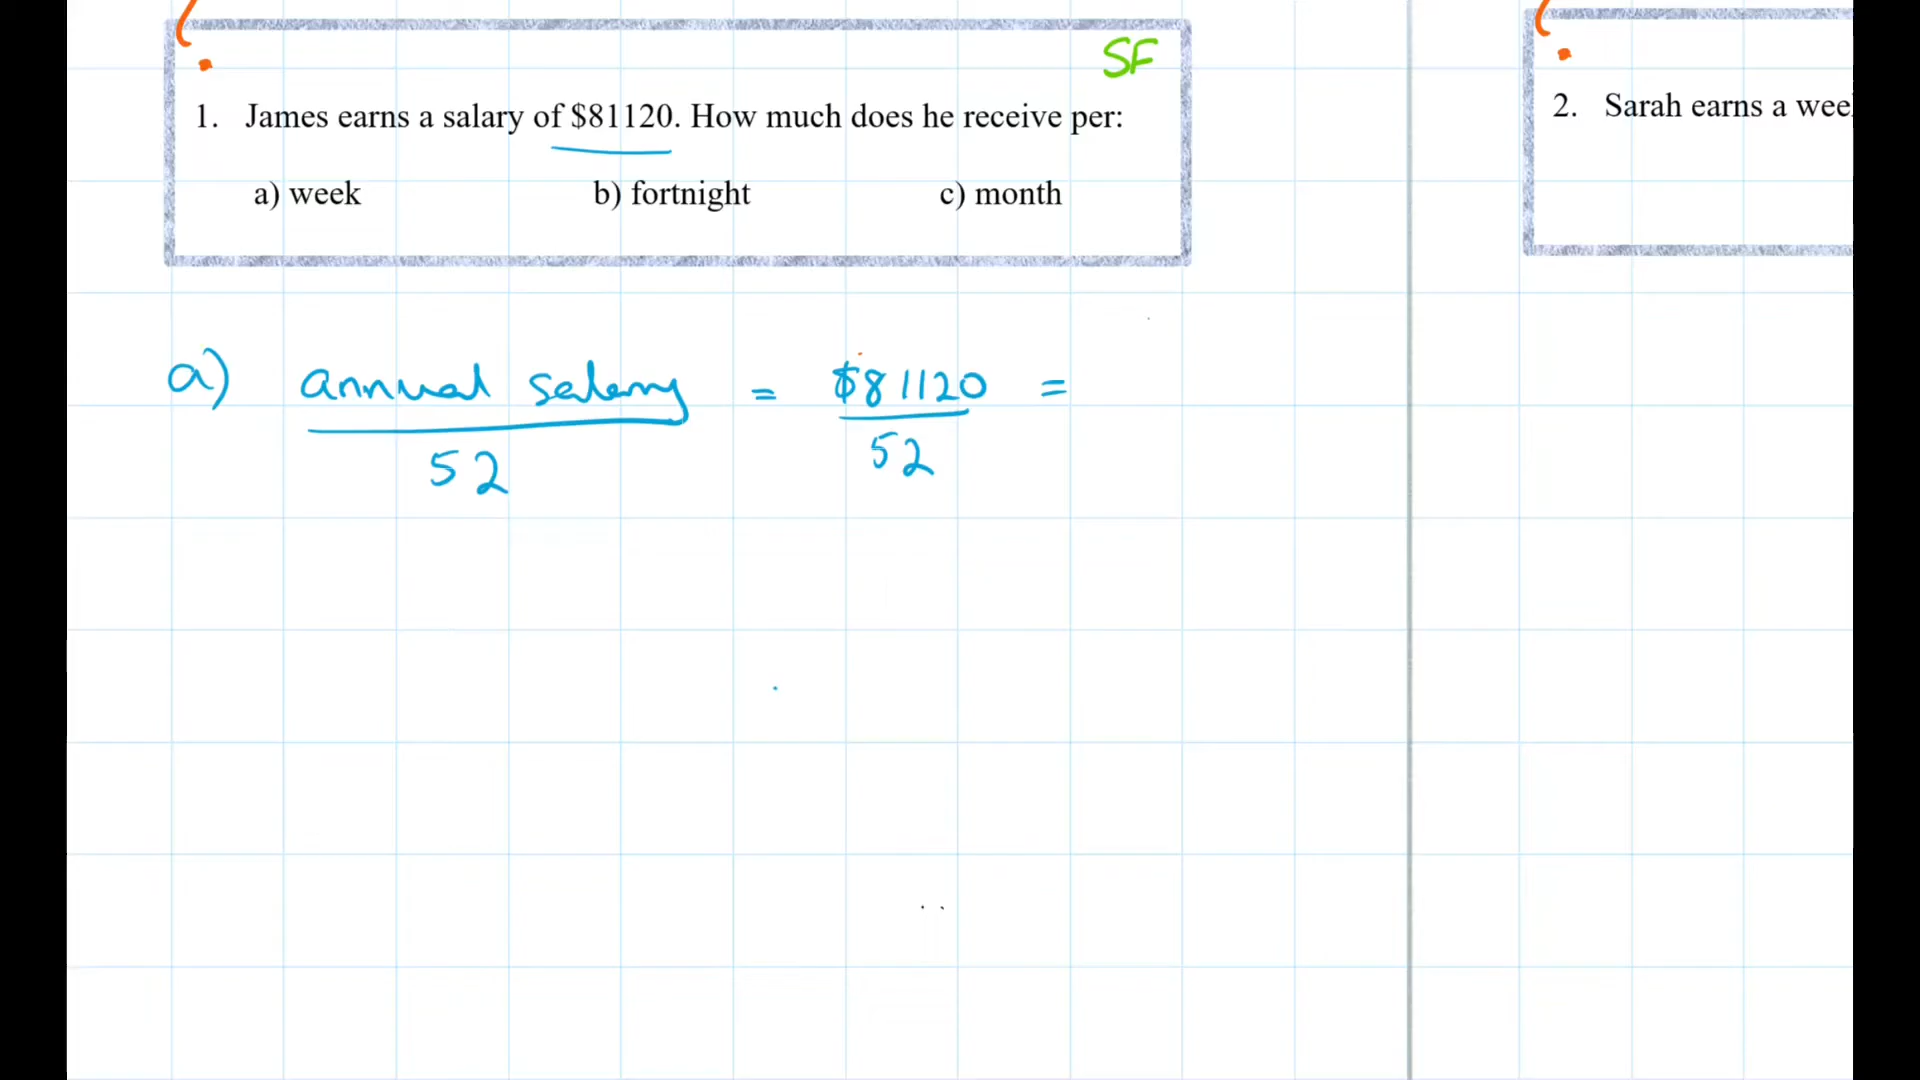 SF
1. James earns a salary of $81120. How much does he receive per:
a) week b) fortnight c) month
2. Sarah earns a
a) annual salary = $81120 =
52 52